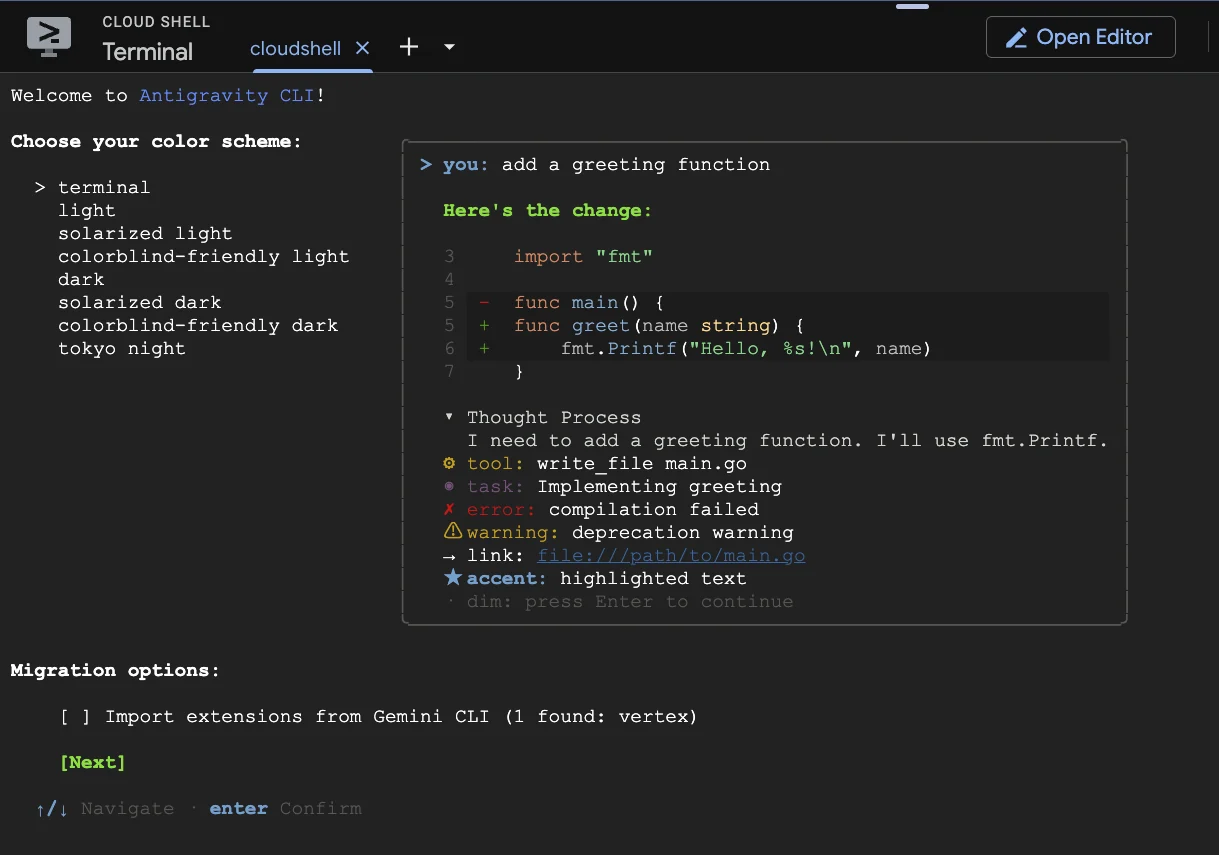 CLOUD SHELL
Terminal
cloudshell
Open Editor
Welcome to Antigravity CLI!
Choose your color scheme:
> terminal
light
solarized light
colorblind-friendly light
dark
solarized dark
colorblind-friendly dark
tokyo night
> you: add a greeting function
Here's the change:
3 import "fmt"
4
5 - func main() {
5 + func greet(name string) {
6 + fmt.Printf("Hello, %s!\n", name)
7 }
▾ Thought Process
I need to add a greeting function. I'll use fmt.Printf.
⚙ tool: write_file main.go
◉ task: Implementing greeting
✗ error: compilation failed
⚠ warning: deprecation warning
→ link: file:///path/to/main.go
★ accent: highlighted text
· dim: press Enter to continue
Migration options:
[ ] Import extensions from Gemini CLI (1 found: vertex)
[Next]
↑/↓ Navigate · enter Confirm